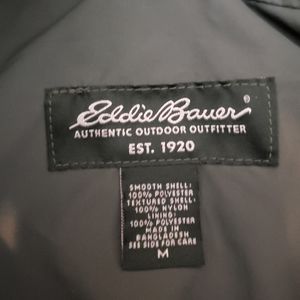 Eddie Bauer®
AUTHENTIC OUTDOOR OUTFITTER
EST. 1920
SMOOTH SHELL:
100% POLYESTER
TEXTURED SHELL:
100% NYLON
LINING:
100% POLYESTER
MADE IN
BANGLADESH
SEE SIDE FOR CARE
M